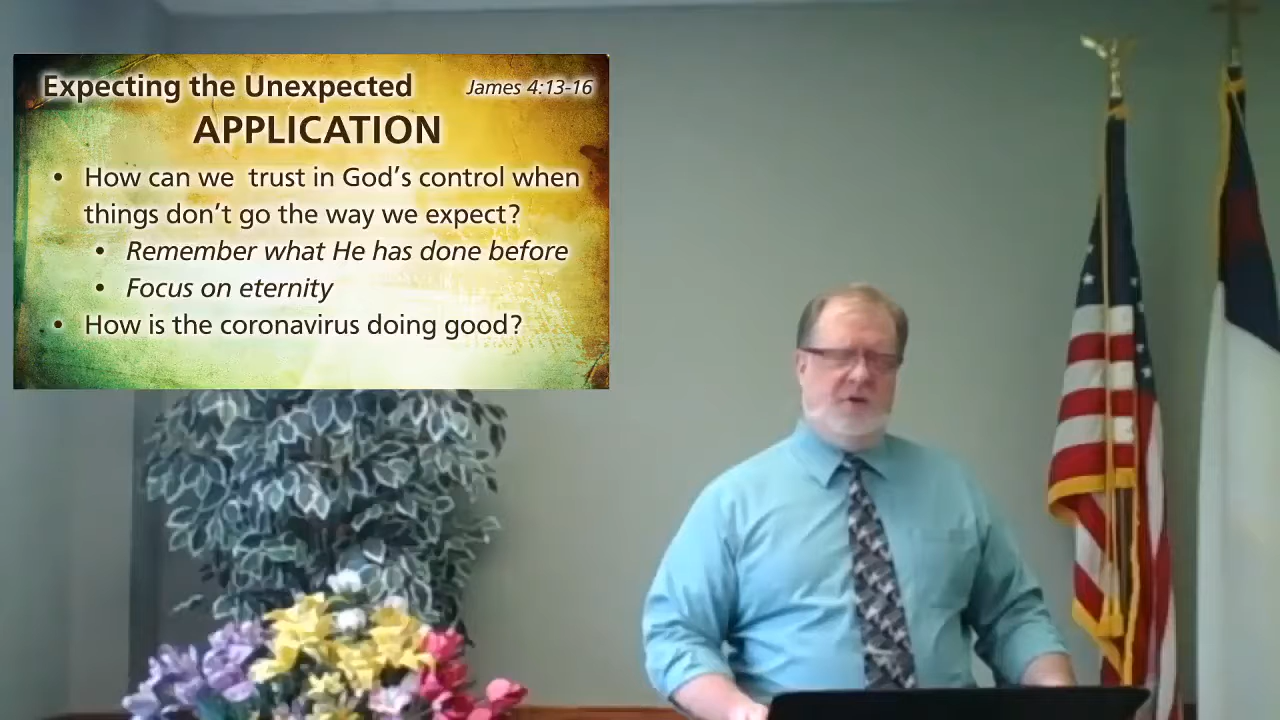 Expecting the Unexpected James 4:13-16
APPLICATION
• How can we trust in God's control when
things don't go the way we expect?
• Remember what He has done before
• Focus on eternity
• How is the coronavirus doing good?